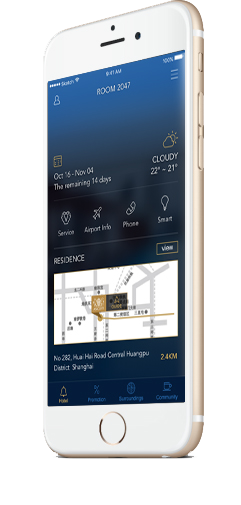 Sketch
9:41 AM
100%
ROOM 2047
CLOUDY
Oct 16 - Nov 04
22° ~ 21°
The remaining 14 days
Service
Airport Info
Phone
Smart
RESIDENCE
view
No.282, Huai Hai Road Central Huangpu
District Shanghai
2.4KM
Hotel
Promotion
Surroundings
Community